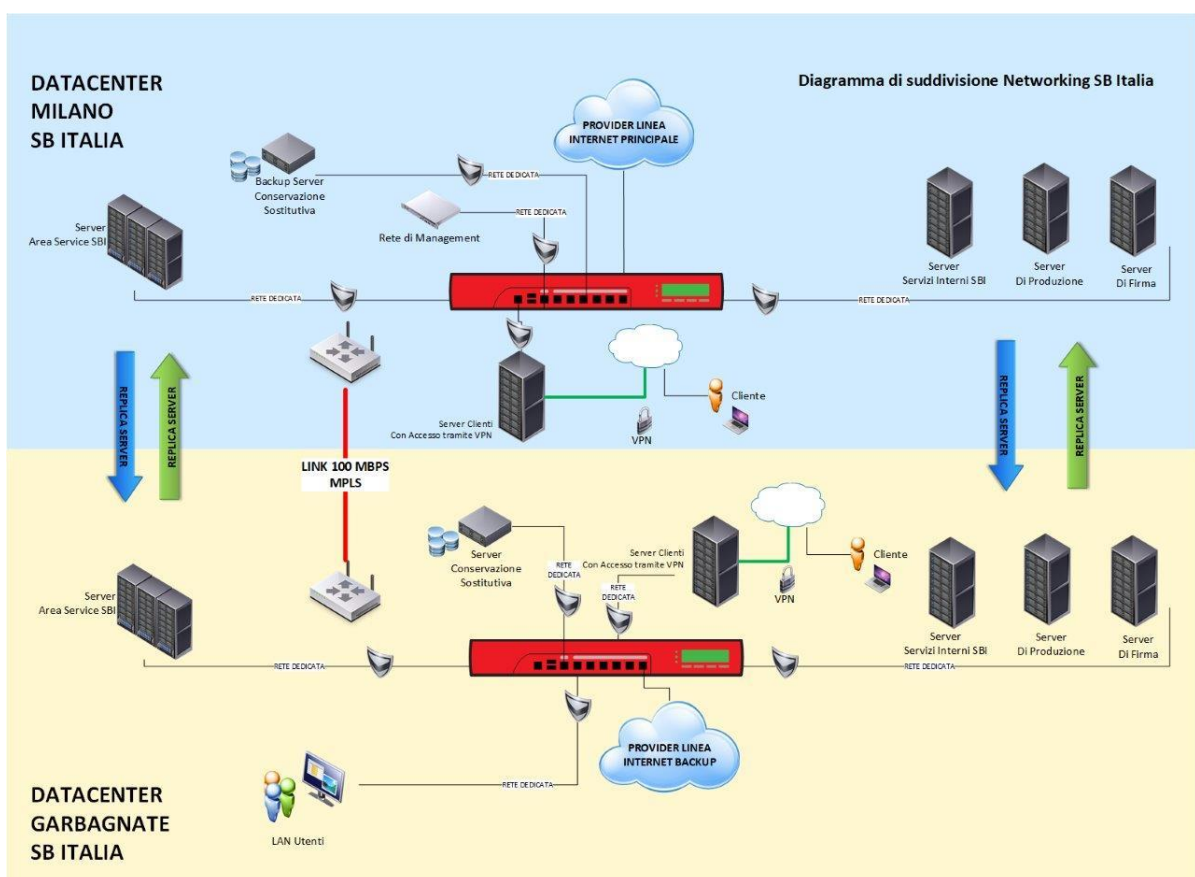 DATACENTER
MILANO
SB ITALIA
Diagramma di suddivisione Networking SB Italia
PROVIDER LINEA
INTERNET PRINCIPALE
Backup Server
Conservazione
Sostitutiva
RETE DEDICATA
Rete di Management
RETE DEDICATA
Server
Area Service SBI
RETE DEDICATA
Server
Servizi Interni SBI
Server
Di Produzione
Server
Di Firma
RETE DEDICATA
Server Clienti
Con Accesso tramite VPN
VPN
Cliente
REPLICA SERVER
REPLICA SERVER
REPLICA SERVER
REPLICA SERVER
LINK 100 MBPS
MPLS
Server
Conservazione
Sostitutiva
RETE
DEDICATA
Server Clienti
Con Accesso tramite VPN
RETE
DEDICATA
VPN
Cliente
Server
Area Service SBI
RETE DEDICATA
Server
Servizi Interni SBI
Server
Di Produzione
Server
Di Firma
RETE DEDICATA
PROVIDER LINEA
INTERNET BACKUP
RETE DEDICATA
LAN Utenti
DATACENTER
GARBAGNATE
SB ITALIA